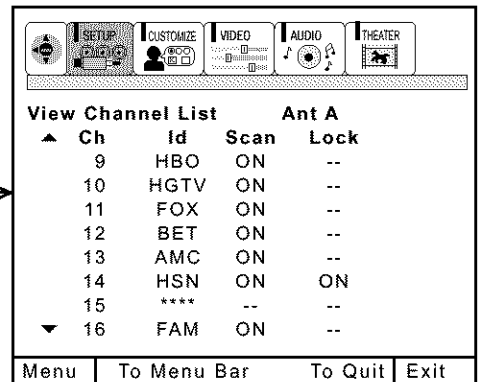 SETUP CUSTOMIZE VIDEO AUDIO THEATER
View Channel List Ant A
Ch Id Scan Lock
9 HBO ON --
10 HGTV ON --
11 FOX ON --
12 BET ON --
13 AMC ON --
14 HSN ON ON
15 **** -- --
16 FAM ON --
Menu To Menu Bar To Quit Exit